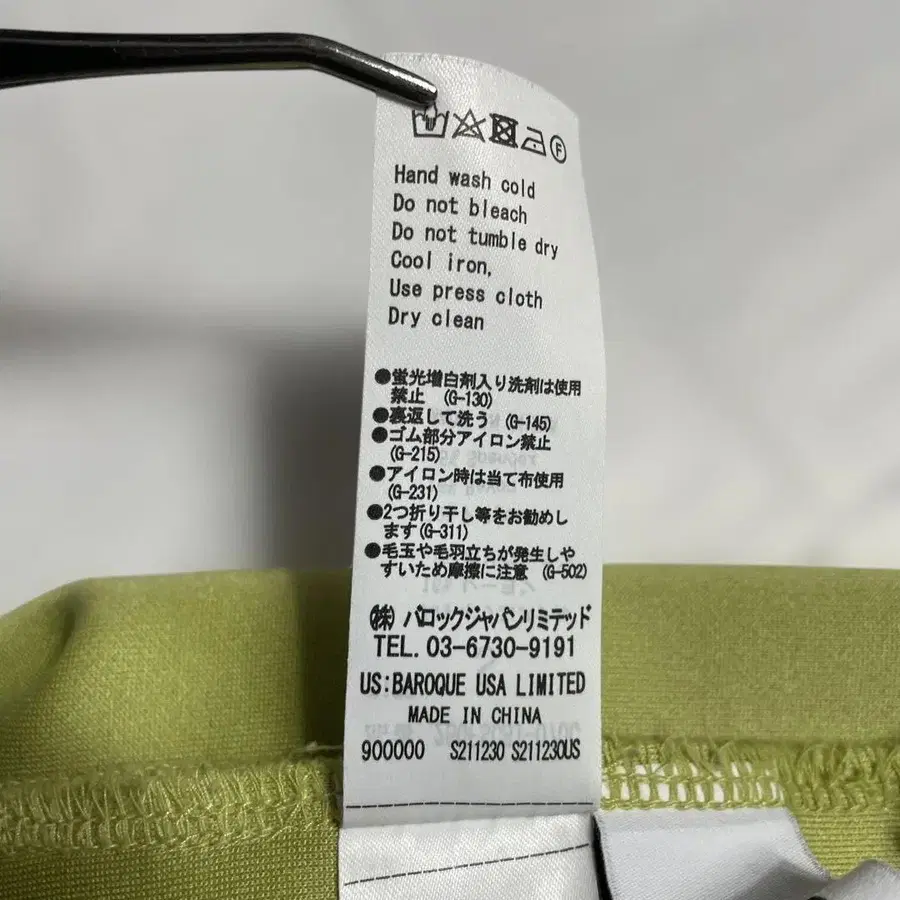 F
Hand wash cold
Do not bleach
Do not tumble dry
Cool iron,
Use press cloth
Dry clean
●蛍光増白剤入り洗剤は使用
禁止 (G-130)
●裏返して洗う (G-145)
●ゴム部分アイロン禁止
(G-215)
●アイロン時は当て布使用
(G-231)
●2つ折り干し等をお勧めし
ます(G-311)
●毛玉や毛羽立ちが発生しや
すいため摩擦に注意 (G-502)
㈱ バロックジャパンリミテッド
TEL. 03-6730-9191
US:BAROQUE USA LIMITED
MADE IN CHINA
900000 S211230 S211230US